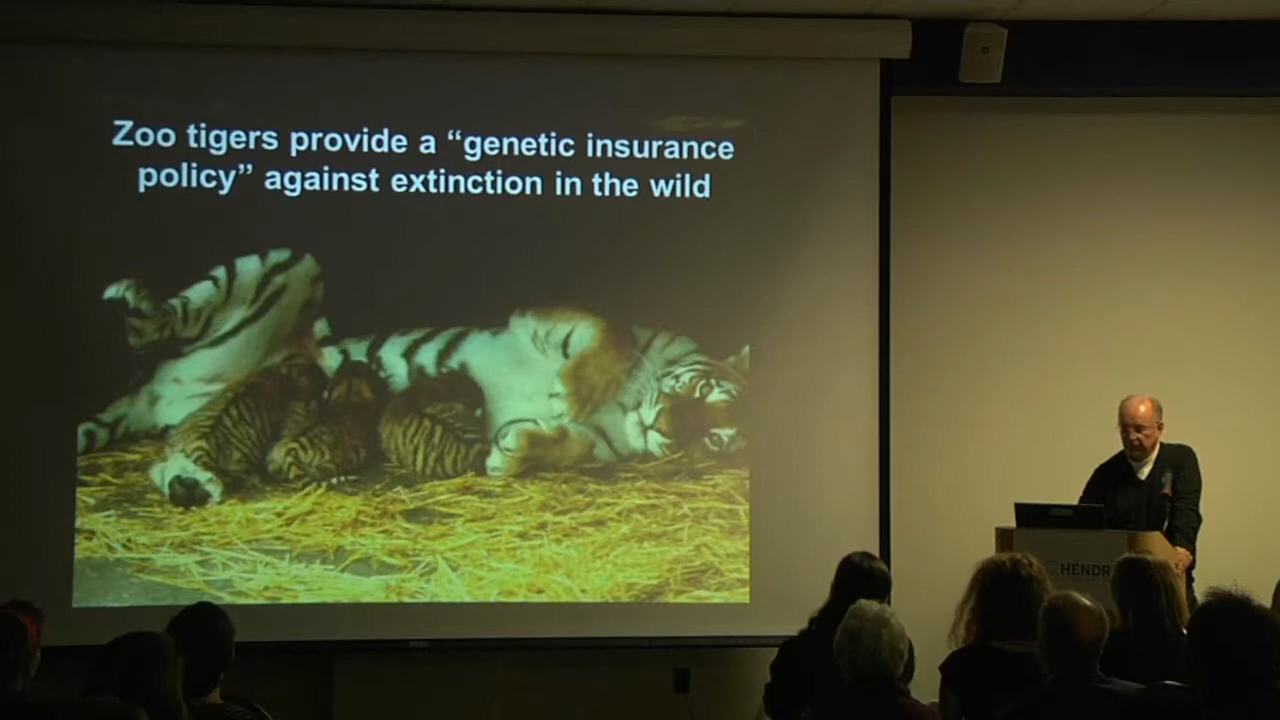 Zoo tigers provide a “genetic insurance
policy” against extinction in the wild
HENDR